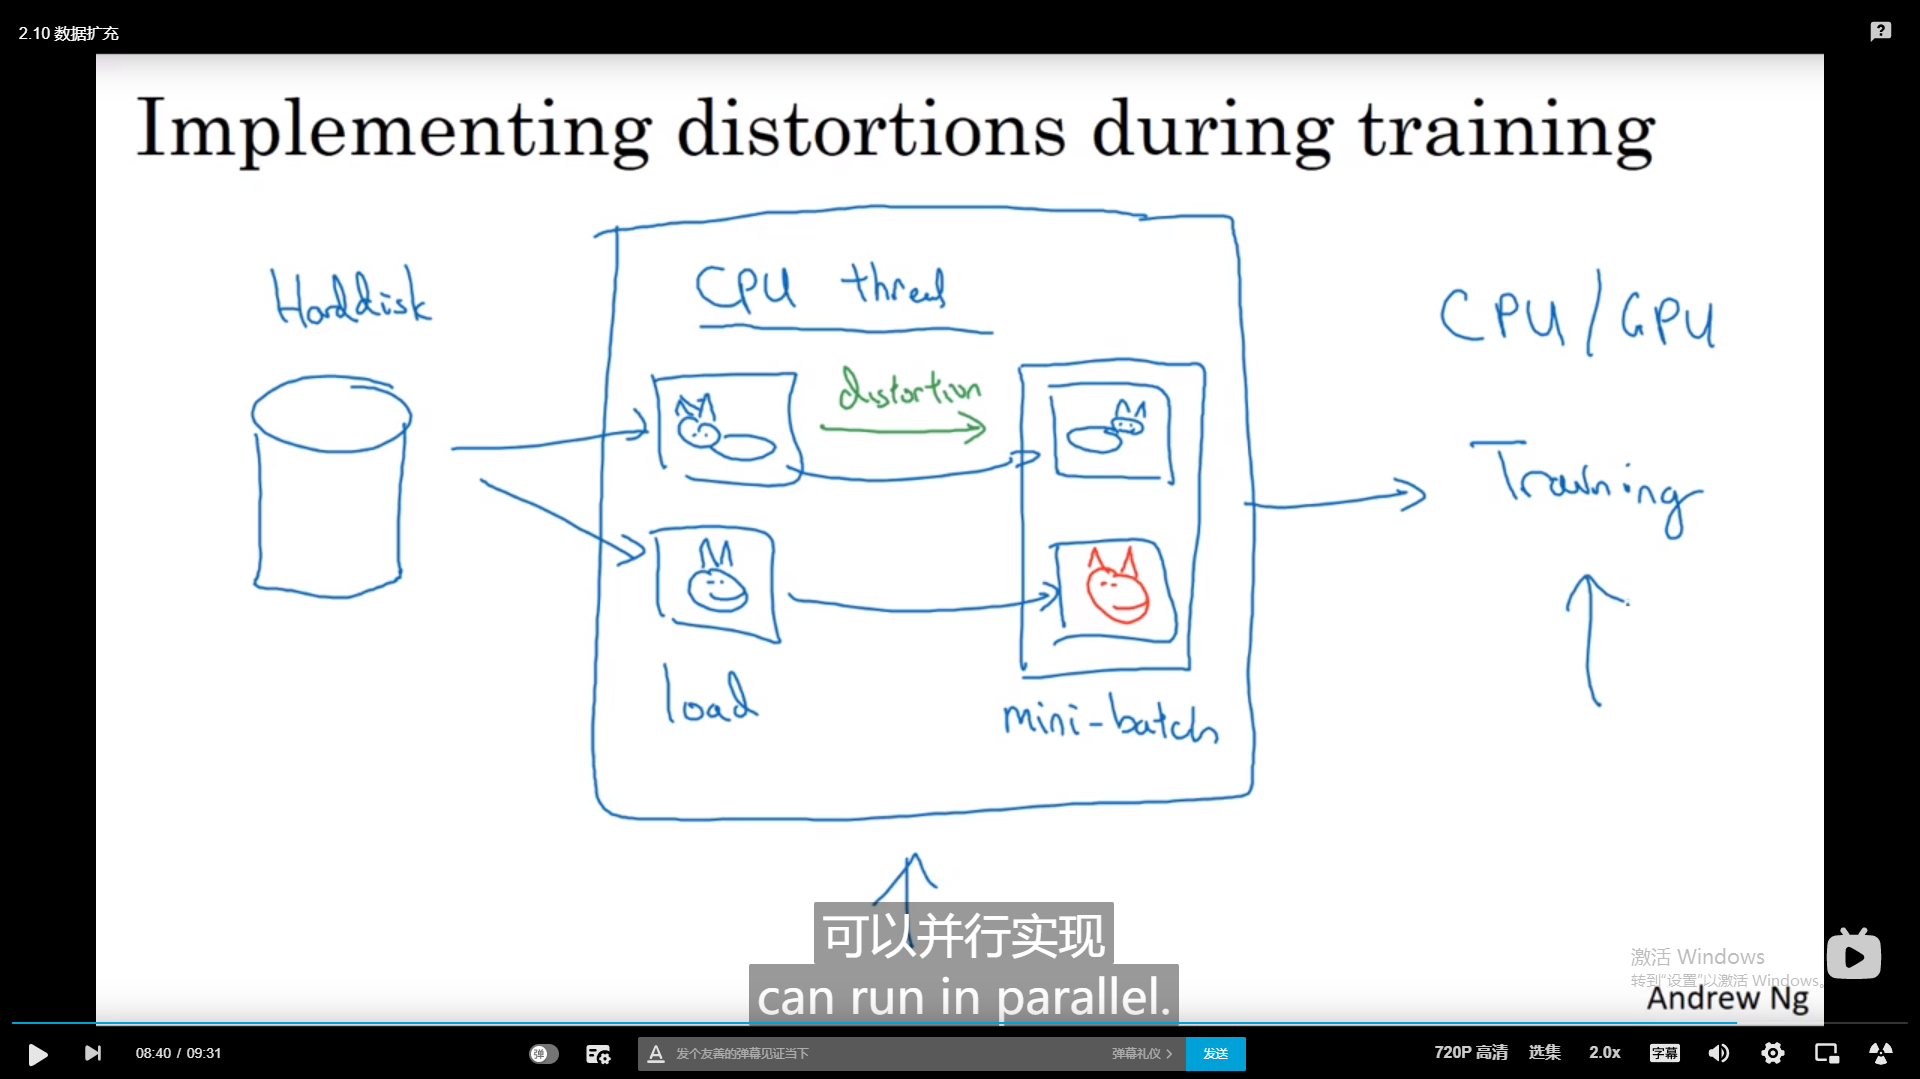 2.10 数据扩充
Implementing distortions during training
Harddisk
CPU thread
CPU/GPU
distortion
Training
load
mini-batch
可以并行实现
can run in parallel.
激活 Windows
转到"设置"以激活 Windows。
Andrew Ng
08:40 / 09:31
弹
A 发个友善的弹幕见证当下
弹幕礼仪 >
发送
720P 高清
选集
2.0x
字幕